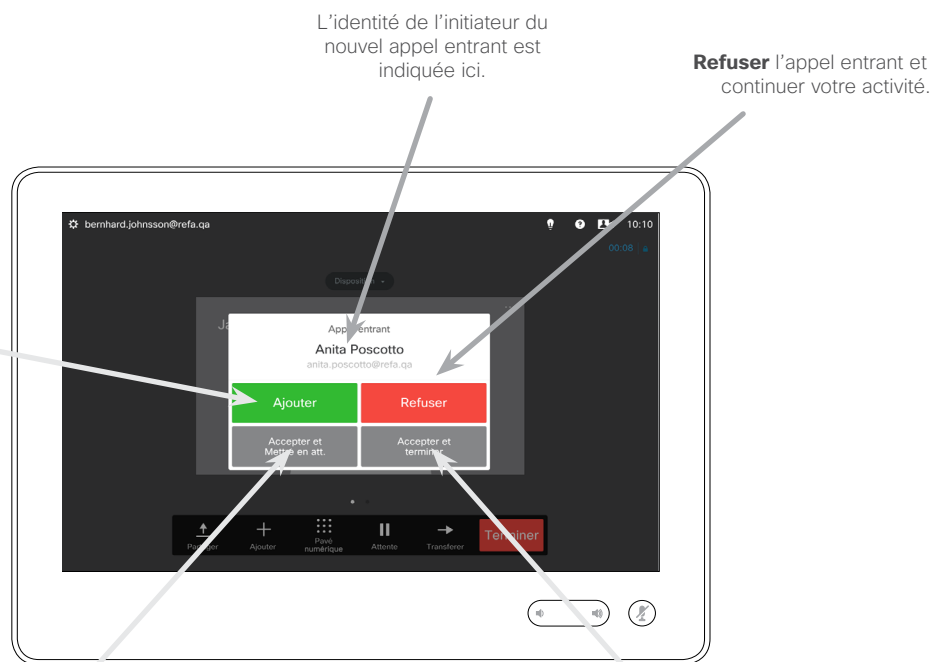 L'identité de l'initiateur du
nouvel appel entrant est
indiquée ici.
Refuser l'appel entrant et
continuer votre activité.
bernhard.johnsson@refa.qa
10:10
00:08
Disposition
Ja
Appel entrant
Anita Poscotto
anita.poscotto@refa.qa
Ajouter
Refuser
Accepter et
Mettre en att.
Accepter et
terminer
Partager
Ajouter
Pavé
numérique
Attente
Transferer
Terminer